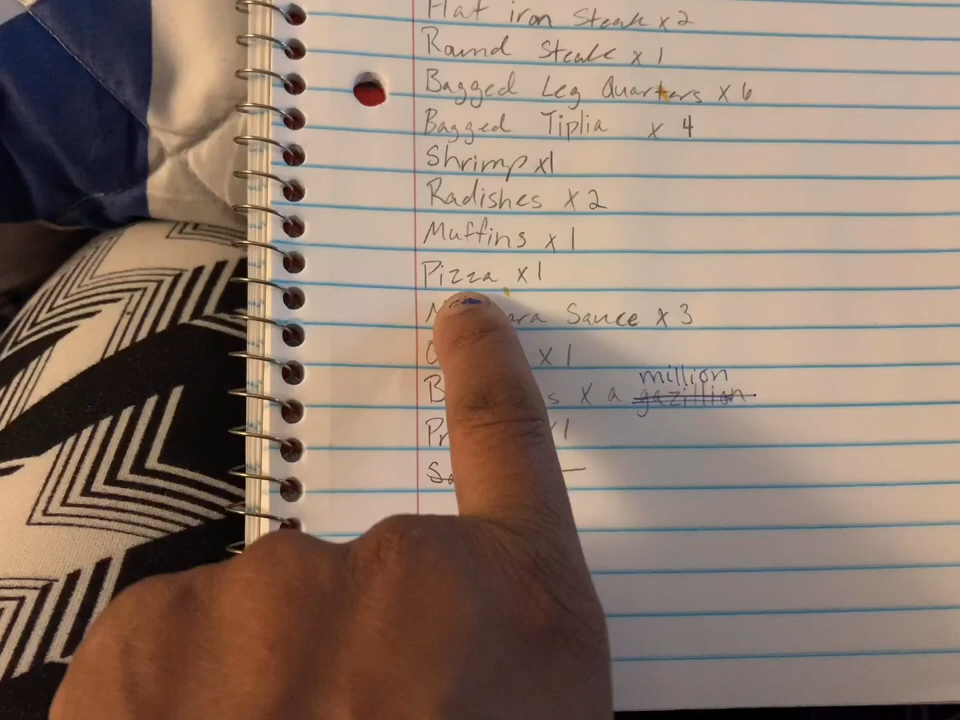 Flat iron Steak x 2
Round Steak x 1
Bagged Leg Quarters x 6
Bagged Tiplia x 4
Shrimp x1
Radishes x 2
Muffins x 1
Pizza x 1
Sauce x 3
x 1
million
x a gazillion